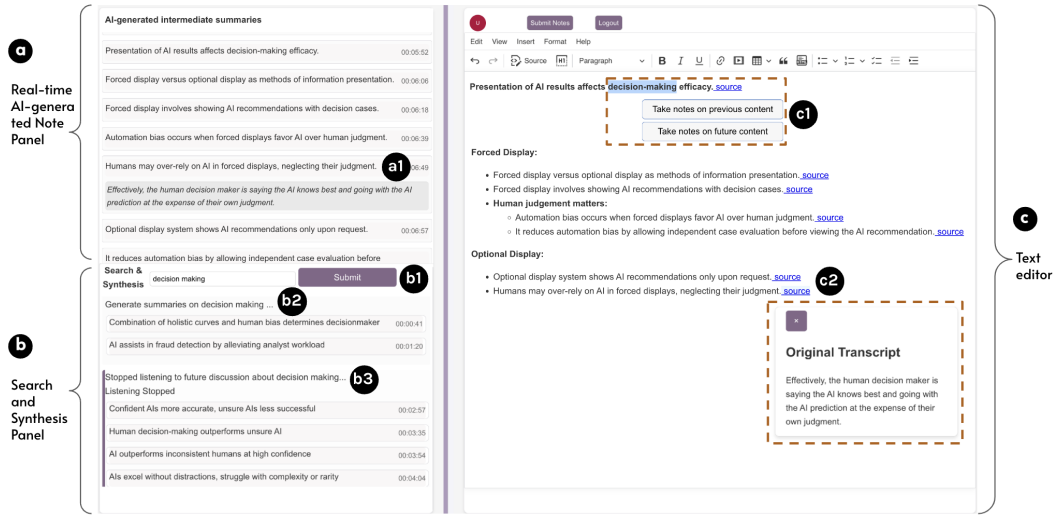 a
Real-time
AI-genera
ted Note
Panel
AI-generated intermediate summaries
Presentation of AI results affects decision-making efficacy. 00:05:52
Forced display versus optional display as methods of information presentation. 00:06:06
Forced display involves showing AI recommendations with decision cases. 00:06:18
Automation bias occurs when forced displays favor AI over human judgment. 00:06:39
Humans may over-rely on AI in forced displays, neglecting their judgment. a1 06:49
Effectively, the human decision maker is saying the AI knows best and going with the AI
prediction at the expense of their own judgment.
Optional display system shows AI recommendations only upon request. 00:06:57
It reduces automation bias by allowing independent case evaluation before
b
Search
and
Synthesis
Panel
Search &
Synthesis
decision making
Submit
b1
Generate summaries on decision making ... b2
Combination of holistic curves and human bias determines decisionmaker 00:00:41
AI assists in fraud detection by alleviating analyst workload 00:01:20
Stopped listening to future discussion about decision making... b3
Listening Stopped
Confident AIs more accurate, unsure AIs less successful 00:02:57
Human decision-making outperforms unsure AI 00:03:35
AI outperforms inconsistent humans at high confidence 00:03:54
AIs excel without distractions, struggle with complexity or rarity 00:04:04
U Submit Notes Logout
Edit View Insert Format Help
Source H1 Paragraph B I U
Presentation of AI results affects decision-making efficacy. source
Take notes on previous content
Take notes on future content
c1
Forced Display:
• Forced display versus optional display as methods of information presentation. source
• Forced display involves showing AI recommendations with decision cases. source
• Human judgement matters:
○ Automation bias occurs when forced displays favor AI over human judgment. source
○ It reduces automation bias by allowing independent case evaluation before viewing the AI recommendation. source
Optional Display:
• Optional display system shows AI recommendations only upon request. source
• Humans may over-rely on AI in forced displays, neglecting their judgment. source
c2
×
Original Transcript
Effectively, the human decision maker is
saying the AI knows best and going with
the AI prediction at the expense of their
own judgment.
c
Text
editor